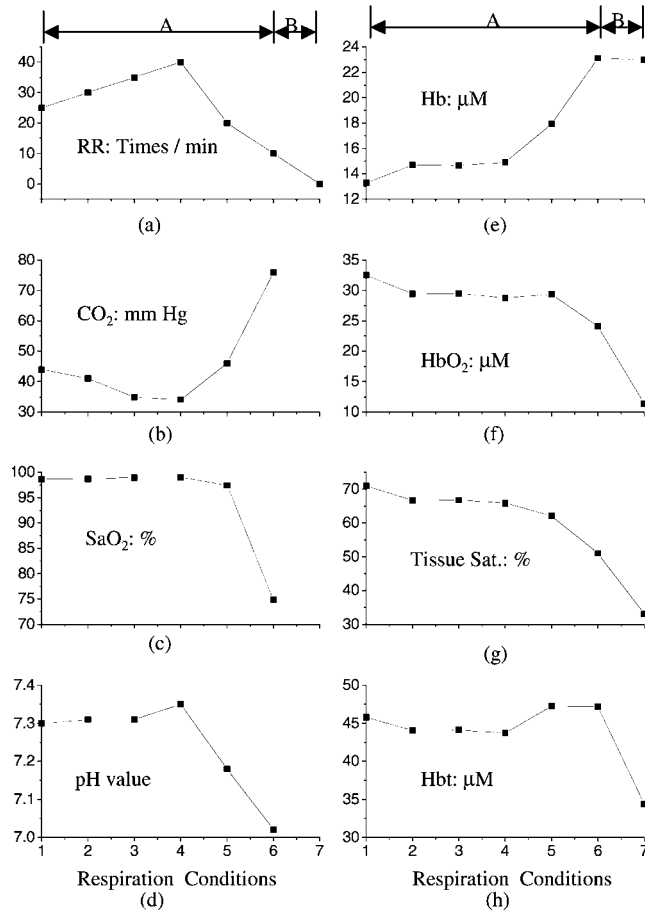 A B
40
30
20
10
0
RR: Times / min
(a)
80
70
60
50
40
30
CO₂: mm Hg
(b)
100
95
90
85
80
75
70
SaO₂: %
(c)
7.4
7.3
7.2
7.1
7.0
pH value
1 2 3 4 5 6 7
Respiration Conditions
(d)
A B
24
22
20
18
16
14
12
Hb: μM
(e)
35
30
25
20
15
10
HbO₂: μM
(f)
70
60
50
40
30
Tissue Sat.: %
(g)
50
45
40
35
30
Hbt: μM
1 2 3 4 5 6 7
Respiration Conditions
(h)